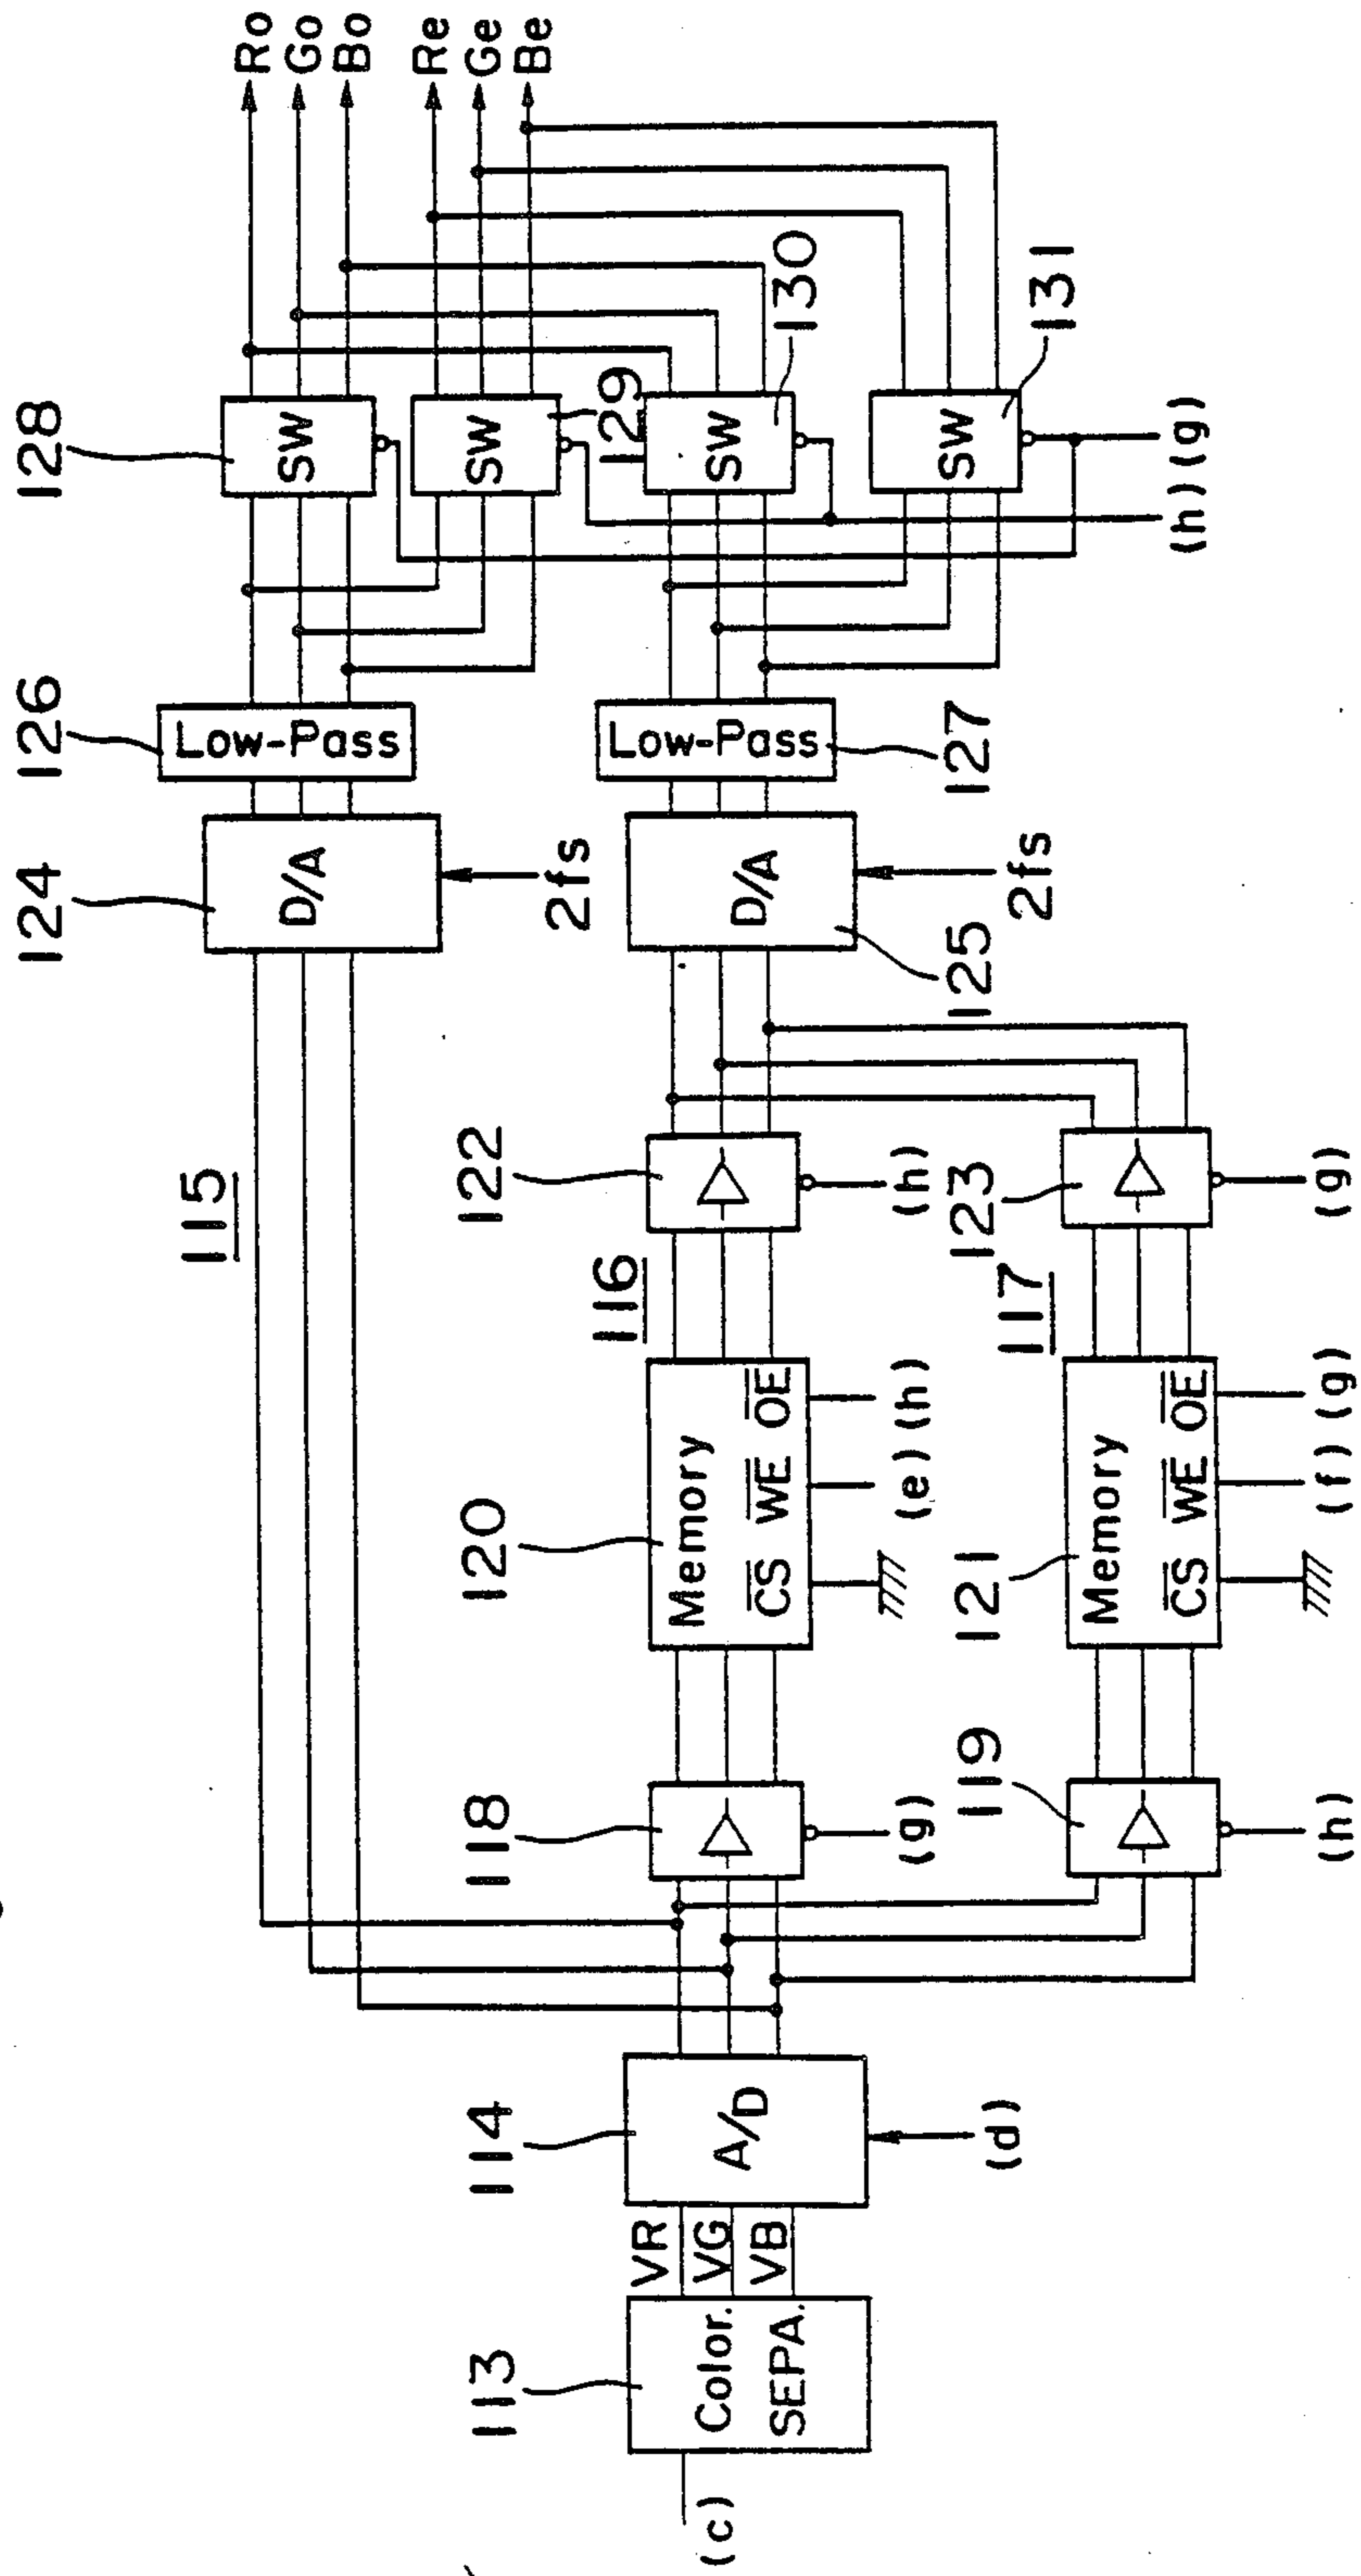 (c)
113
Color.
SEPA.
VR
VG
VB
114
A/D
(d)
115
118
(g)
119
(h)
120
Memory
CS WE OE
(e) (h)
116
121
Memory
CS WE OE
(f) (g)
117
122
(h)
123
(g)
124
D/A
2fs
125
D/A
2fs
126
Low-Pass
127
Low-Pass
128
SW
129
SW
130
SW
131
SW
(h) (g)
Ro
Go
Bo
Re
Ge
Be